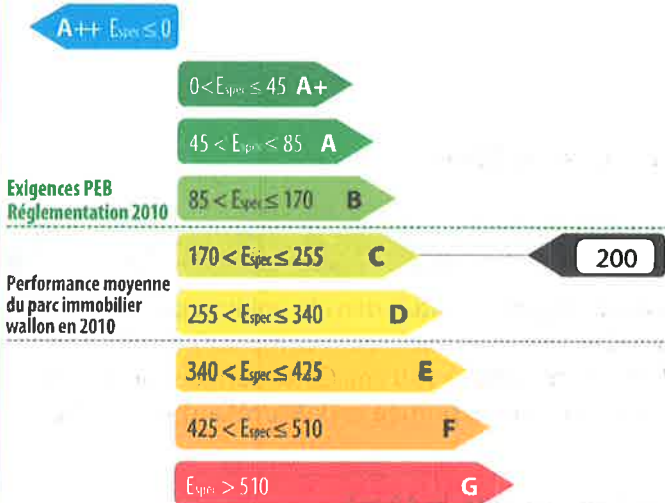 A++ Espec ≤ 0
0 < Espec ≤ 45 A+
45 < Espec < 85 A
Exigences PEB
Réglementation 2010
85 < Espec ≤ 170 B
170 < Espec ≤ 255 C
200
Performance moyenne
du parc immobilier
wallon en 2010
255 < Espec ≤ 340 D
340 < Espec ≤ 425 E
425 < Espec ≤ 510 F
Espec > 510 G